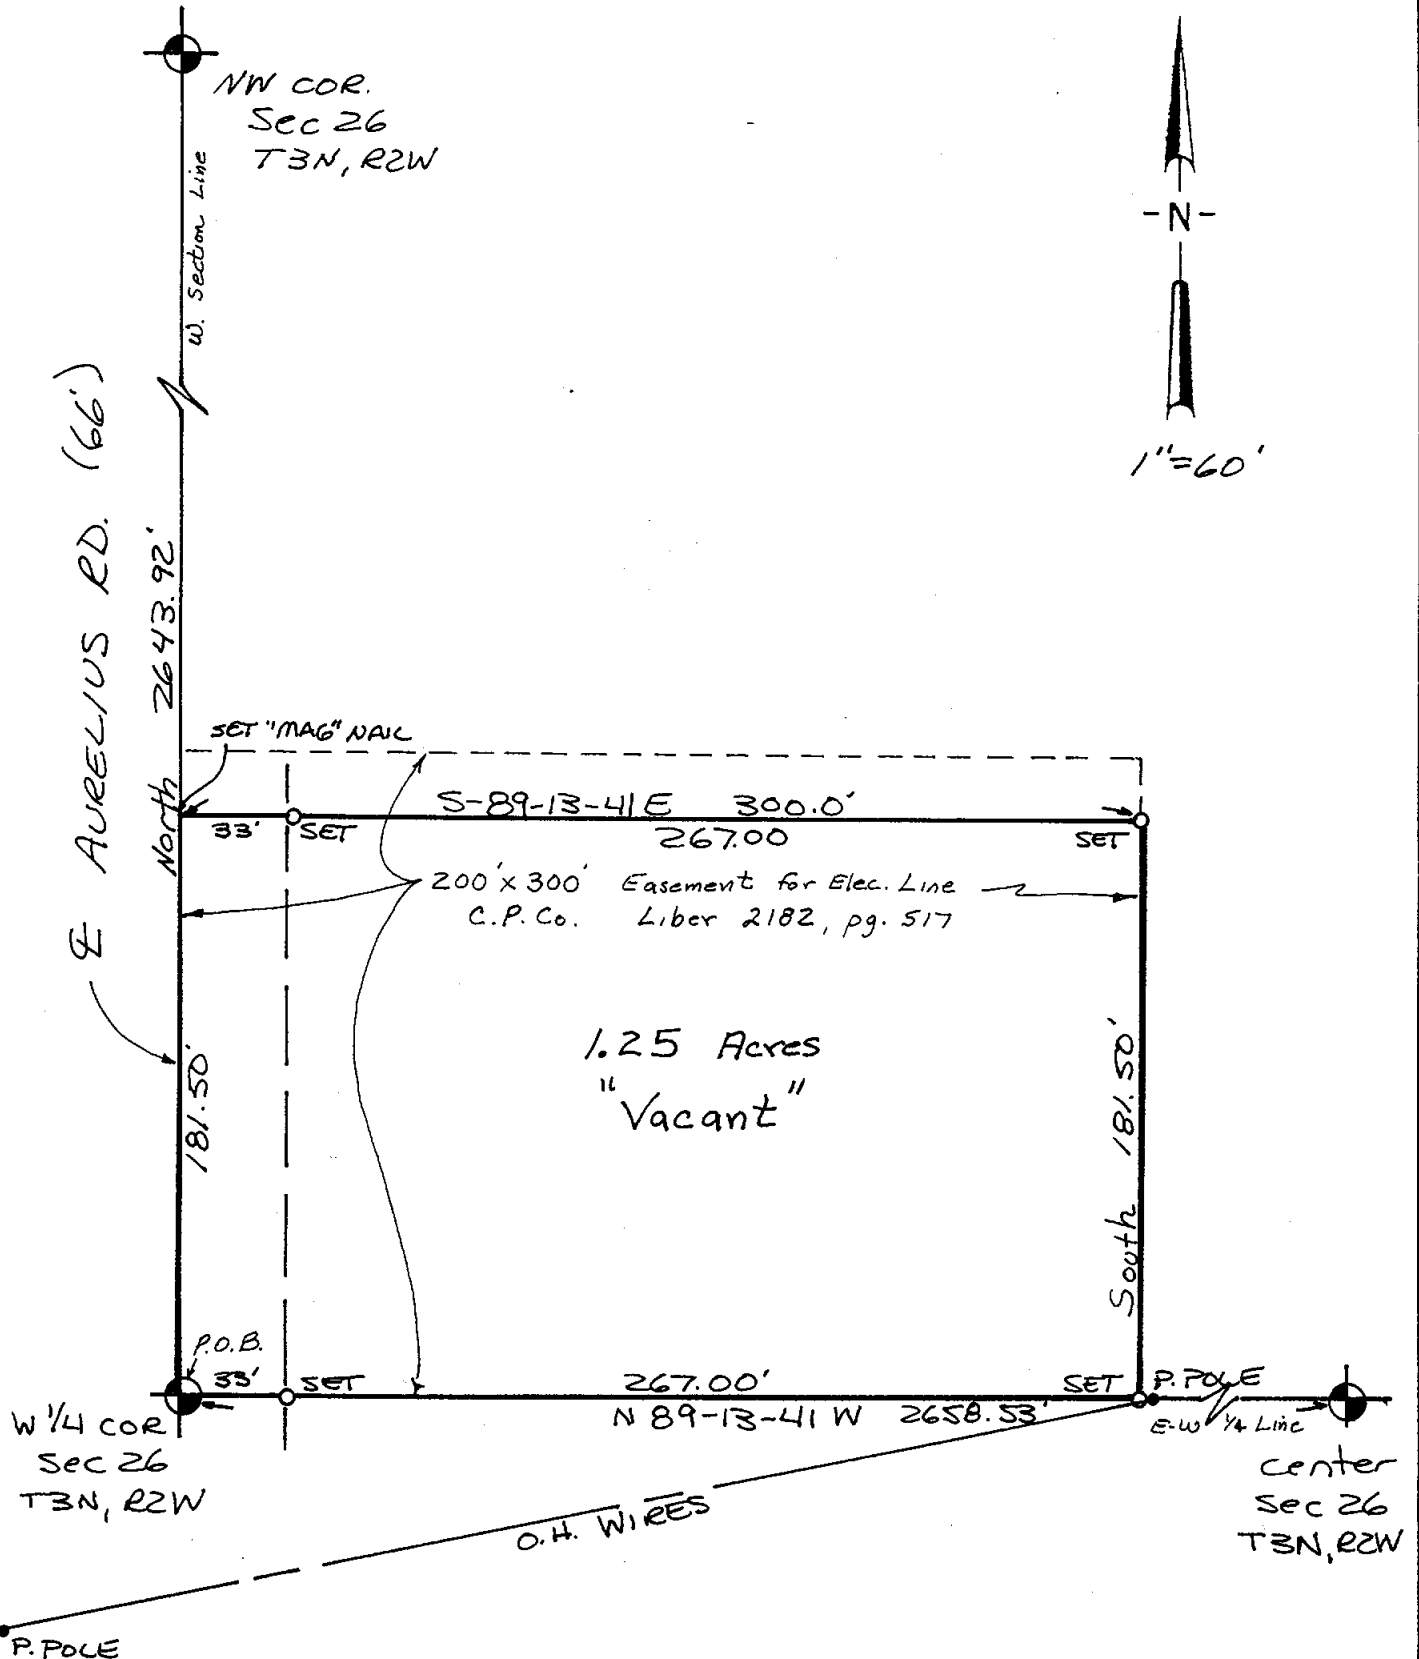 NW COR.
Sec 26
T3N, R2W
W. Section Line
-N-
1"=60'
℄ AURELIUS RD. (66')
North 2643.92'
SET "MAG" NAIL
S-89-13-41E 300.0'
33'
SET
267.00
SET
200'x300' Easement for Elec. Line
C.P.Co. Liber 2182, pg. 517
1.25 Acres
"Vacant"
181.50'
South 181.50'
P.O.B.
33'
SET
267.00'
SET
P.POLE
N 89-13-41 W 2658.53'
E-W 1/4 Line
W 1/4 COR
Sec 26
T3N, R2W
center
Sec 26
T3N, R2W
O.H. WIRES
P.POLE